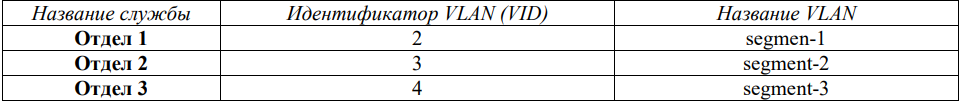 Название службы Идентификатор VLAN (VID) Название VLAN
Отдел 1 2 segmen-1
Отдел 2 3 segment-2
Отдел 3 4 segment-3